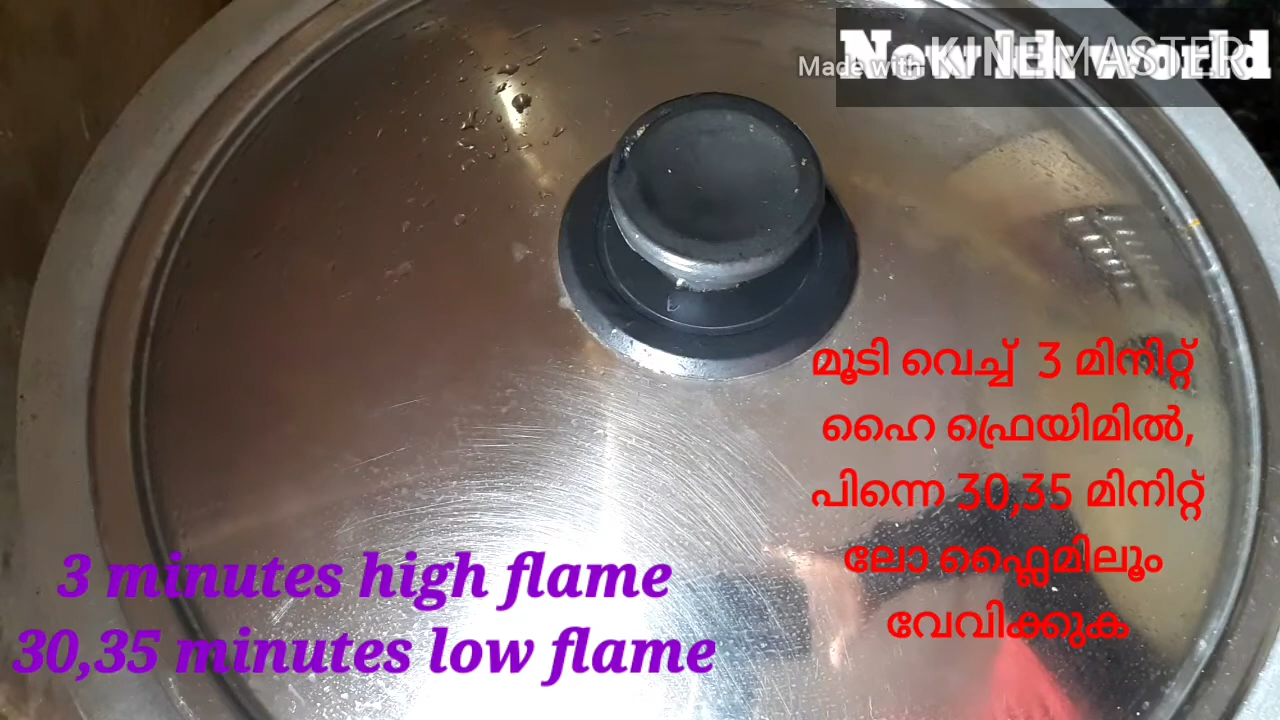 Made with KINEMASTER
മൂടി വെച്ച് 3 മിനിറ്റ്
ഹൈ ഫ്രെയിമിൽ,
പിന്നെ 30,35 മിനിറ്റ്
ലോ ഫ്ലൈമിലൂം
വേവിക്കുക
3 minutes high flame
30,35 minutes low flame